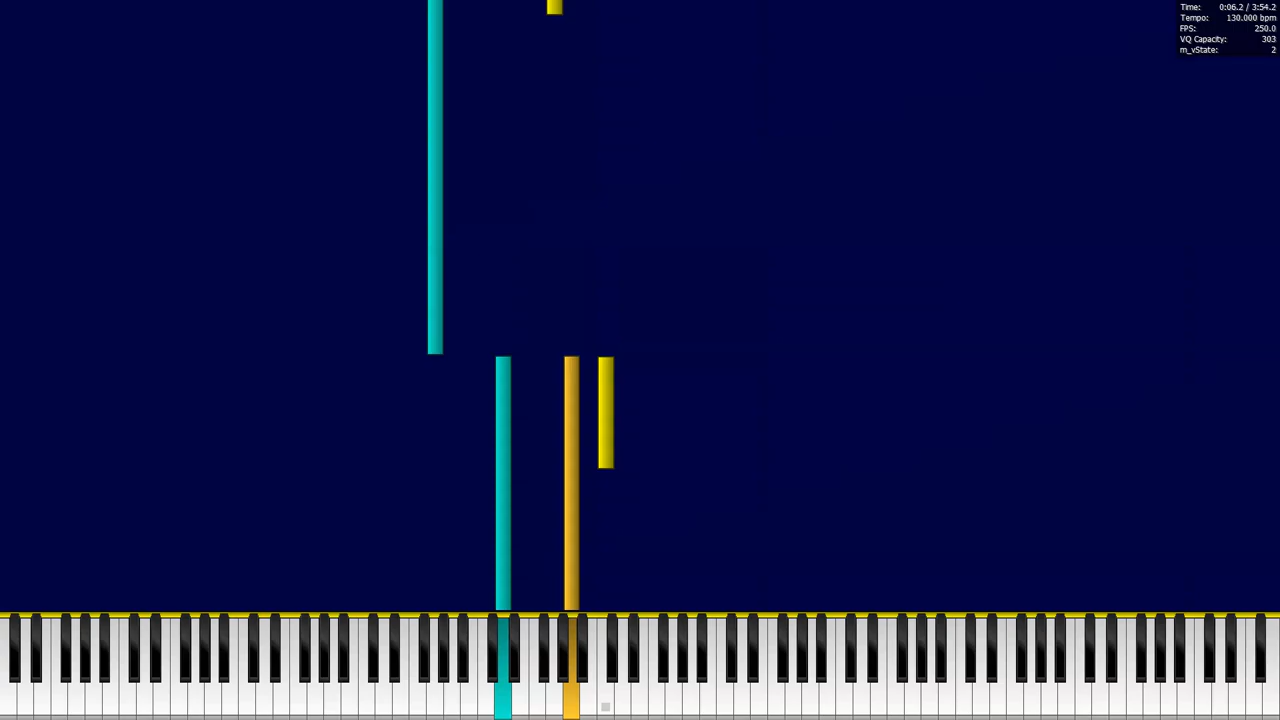 Time: 0:06.2 / 3:54.2
Tempo: 130.000 bpm
FPS: 250.0
VQ Capacity: 303
m_vState: 2